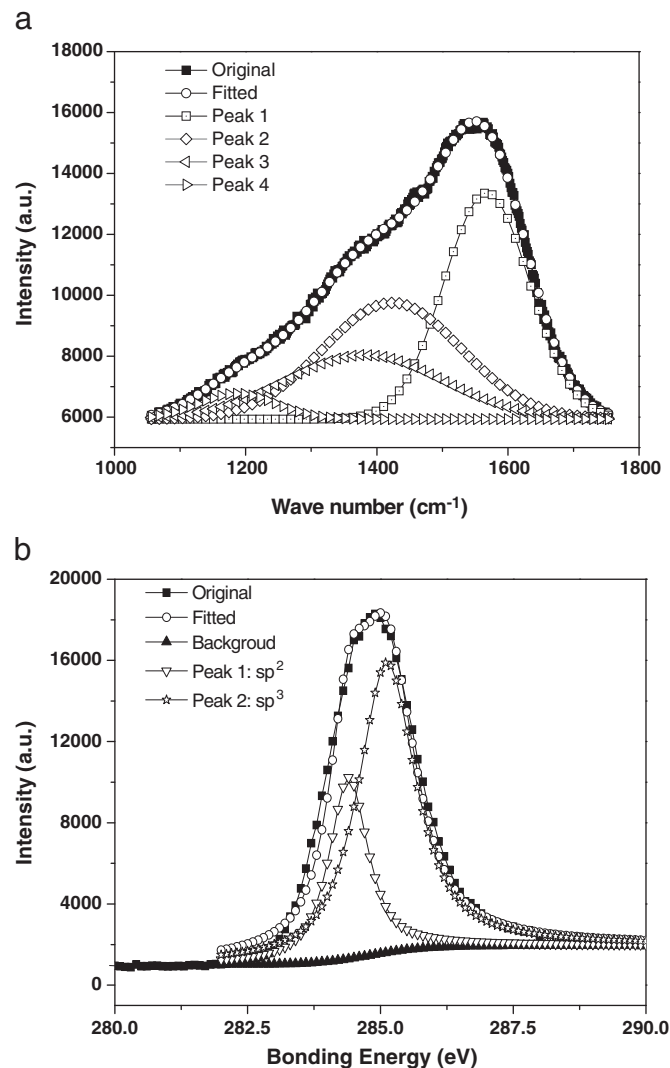 a
18000
16000
14000
12000
10000
8000
6000
Intensity (a.u.)
Original
Fitted
Peak 1
Peak 2
Peak 3
Peak 4
1000 1200 1400 1600 1800
Wave number (cm⁻¹)
b
20000
16000
12000
8000
4000
0
Intensity (a.u.)
Original
Fitted
Backgroud
Peak 1: sp²
Peak 2: sp³
280.0 282.5 285.0 287.5 290.0
Bonding Energy (eV)